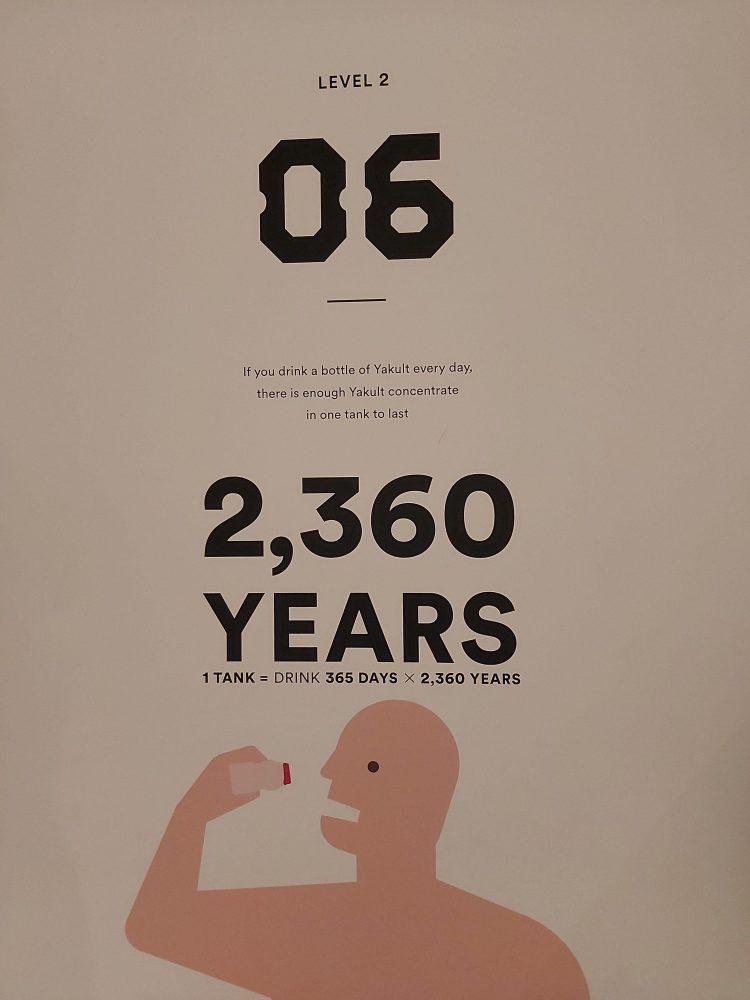 LEVEL 2
06
If you drink a bottle of Yakult every day,
there is enough Yakult concentrate
in one tank to last
2,360
YEARS
1 TANK = DRINK 365 DAYS × 2,360 YEARS